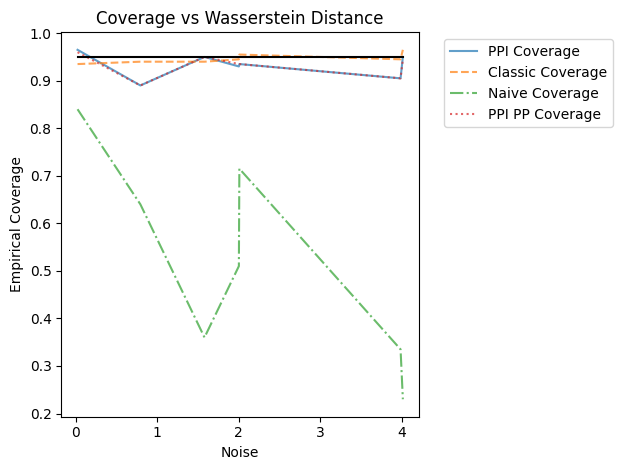 Coverage vs Wasserstein Distance
1.0
0.9
0.8
0.7
0.6
0.5
0.4
0.3
0.2
Empirical Coverage
0
1
2
3
4
Noise
PPI Coverage
Classic Coverage
Naive Coverage
PPI PP Coverage